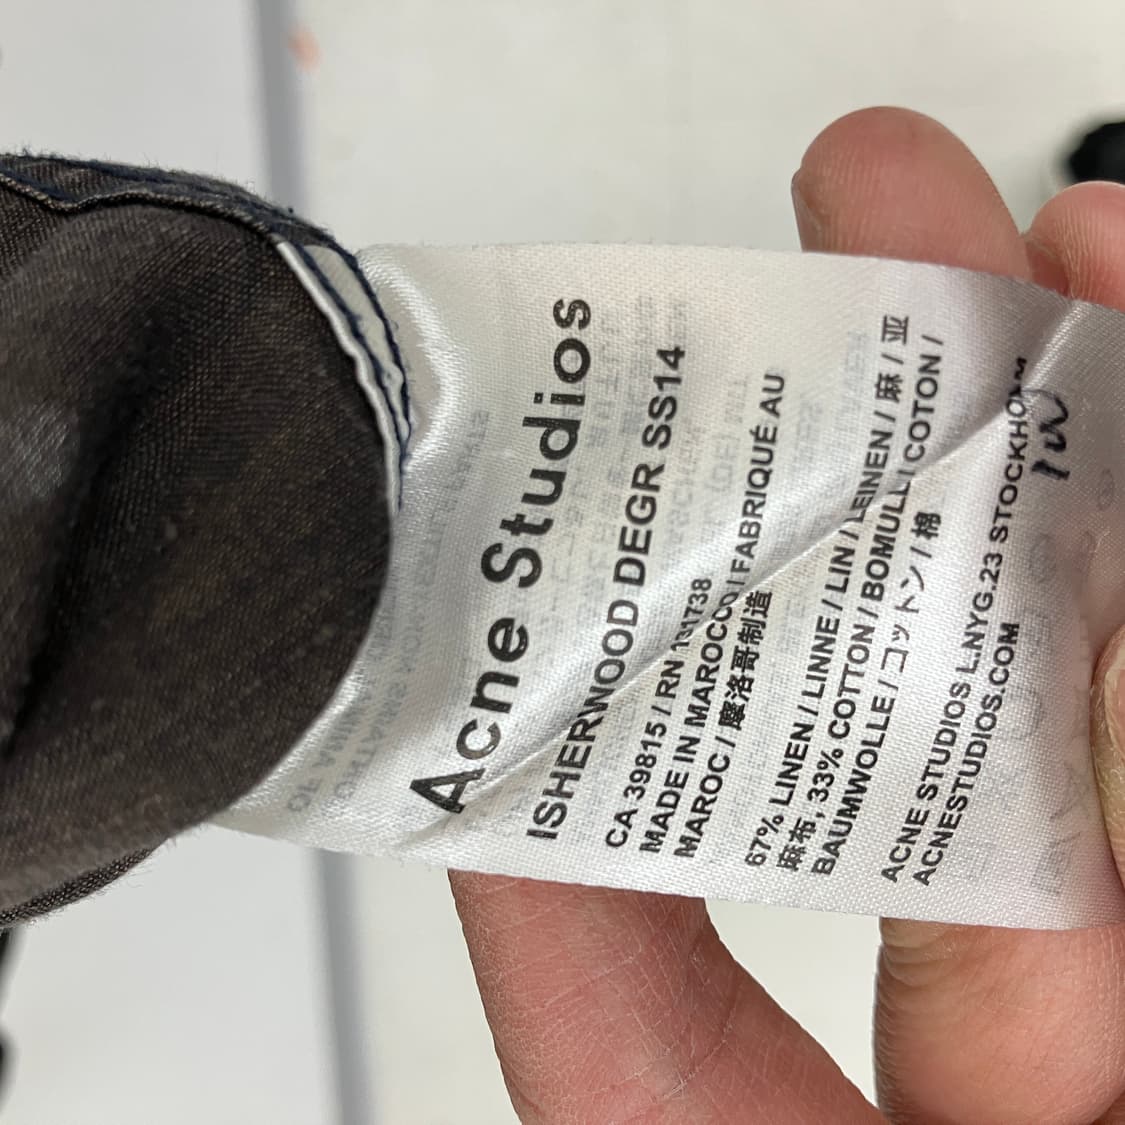 Acne Studios
ISHERWOOD DEGR SS14
CA 39815 / RN 131738
MADE IN MAROCCO / FABRIQUÉ AU
MAROC / 摩洛哥制造
67% LINEN / LINNE / LIN / LEINEN / 麻 / 亚
麻布, 33% COTTON / BOMULL / COTON /
BAUMWOLLE / コットン / 棉
ACNE STUDIOS L.NYG.23 STOCKHOLM
ACNESTUDIOS.COM